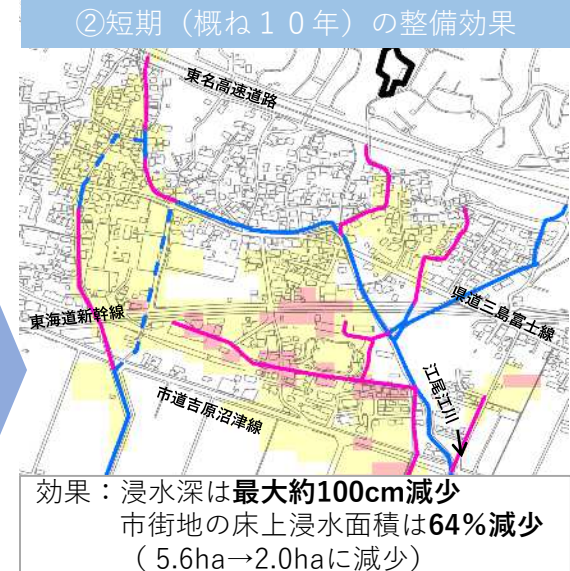 ②短期（概ね１０年）の整備効果
東名高速道路
東海道新幹線
県道三島富士線
市道吉原沼津線
江尾江川
効果：浸水深は最大約100cm減少
市街地の床上浸水面積は64%減少
（ 5.6ha→2.0haに減少）